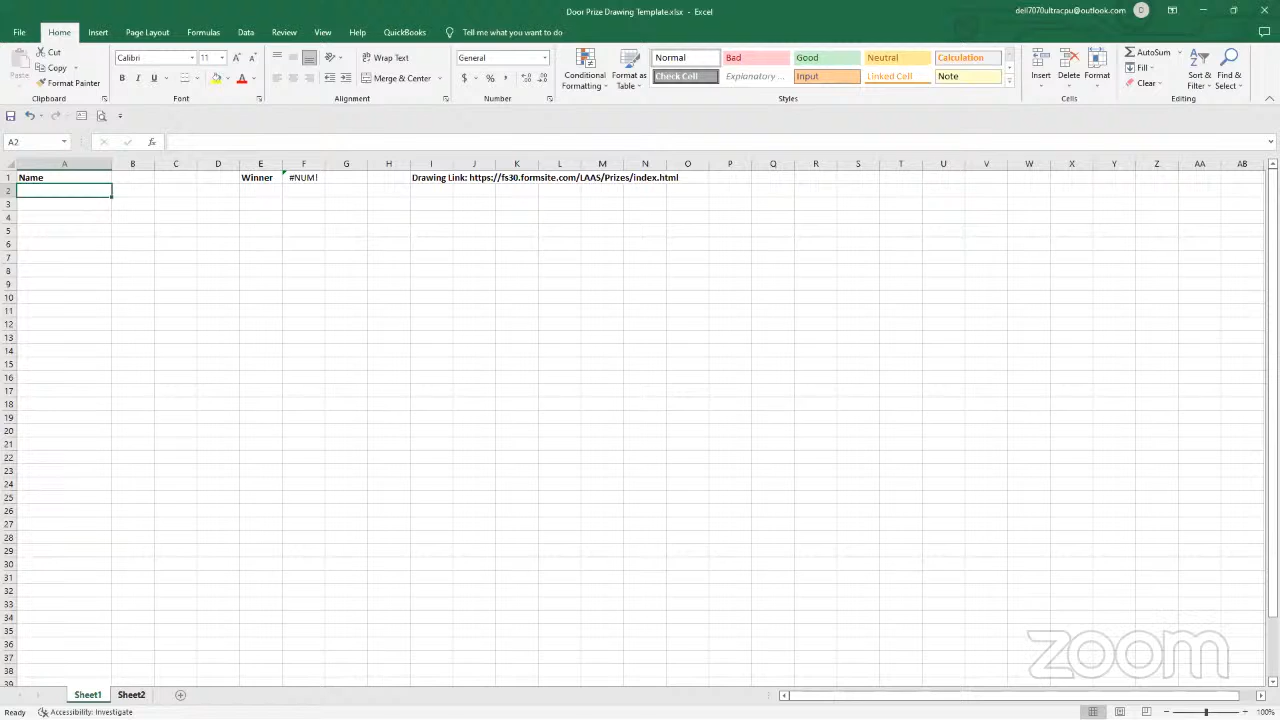 Door Prize Drawing Template.xlsx - Excel
dell7070ultracpu@outlook.com
D
File Home Insert Page Layout Formulas Data Review View Help QuickBooks Tell me what you want to do
Cut
Copy
Paste
Format Painter
Clipboard
Calibri 11
B I U
Font
Wrap Text
Merge & Center
Alignment
General
$ %
Number
Conditional Formatting
Format as Table
Normal Bad Good Neutral Calculation
Check Cell Explanatory ... Input Linked Cell Note
Styles
Insert Delete Format
Cells
AutoSum
Fill
Clear
Sort & Filter
Find & Select
Editing
A2
fx
A B C D E F G H I J K L M N O P Q R S T U V W X Y Z AA AB
1 Name Winner #NUM! Drawing Link: https://fs30.formsite.com/LAAS/Prizes/index.html
2
3
4
5
6
7
8
9
10
11
12
13
14
15
16
17
18
19
20
21
22
23
24
25
26
27
28
29
30
31
32
33
34
35
36
37
38
39
zoom
Sheet1 Sheet2
Ready Accessibility: Investigate 100%